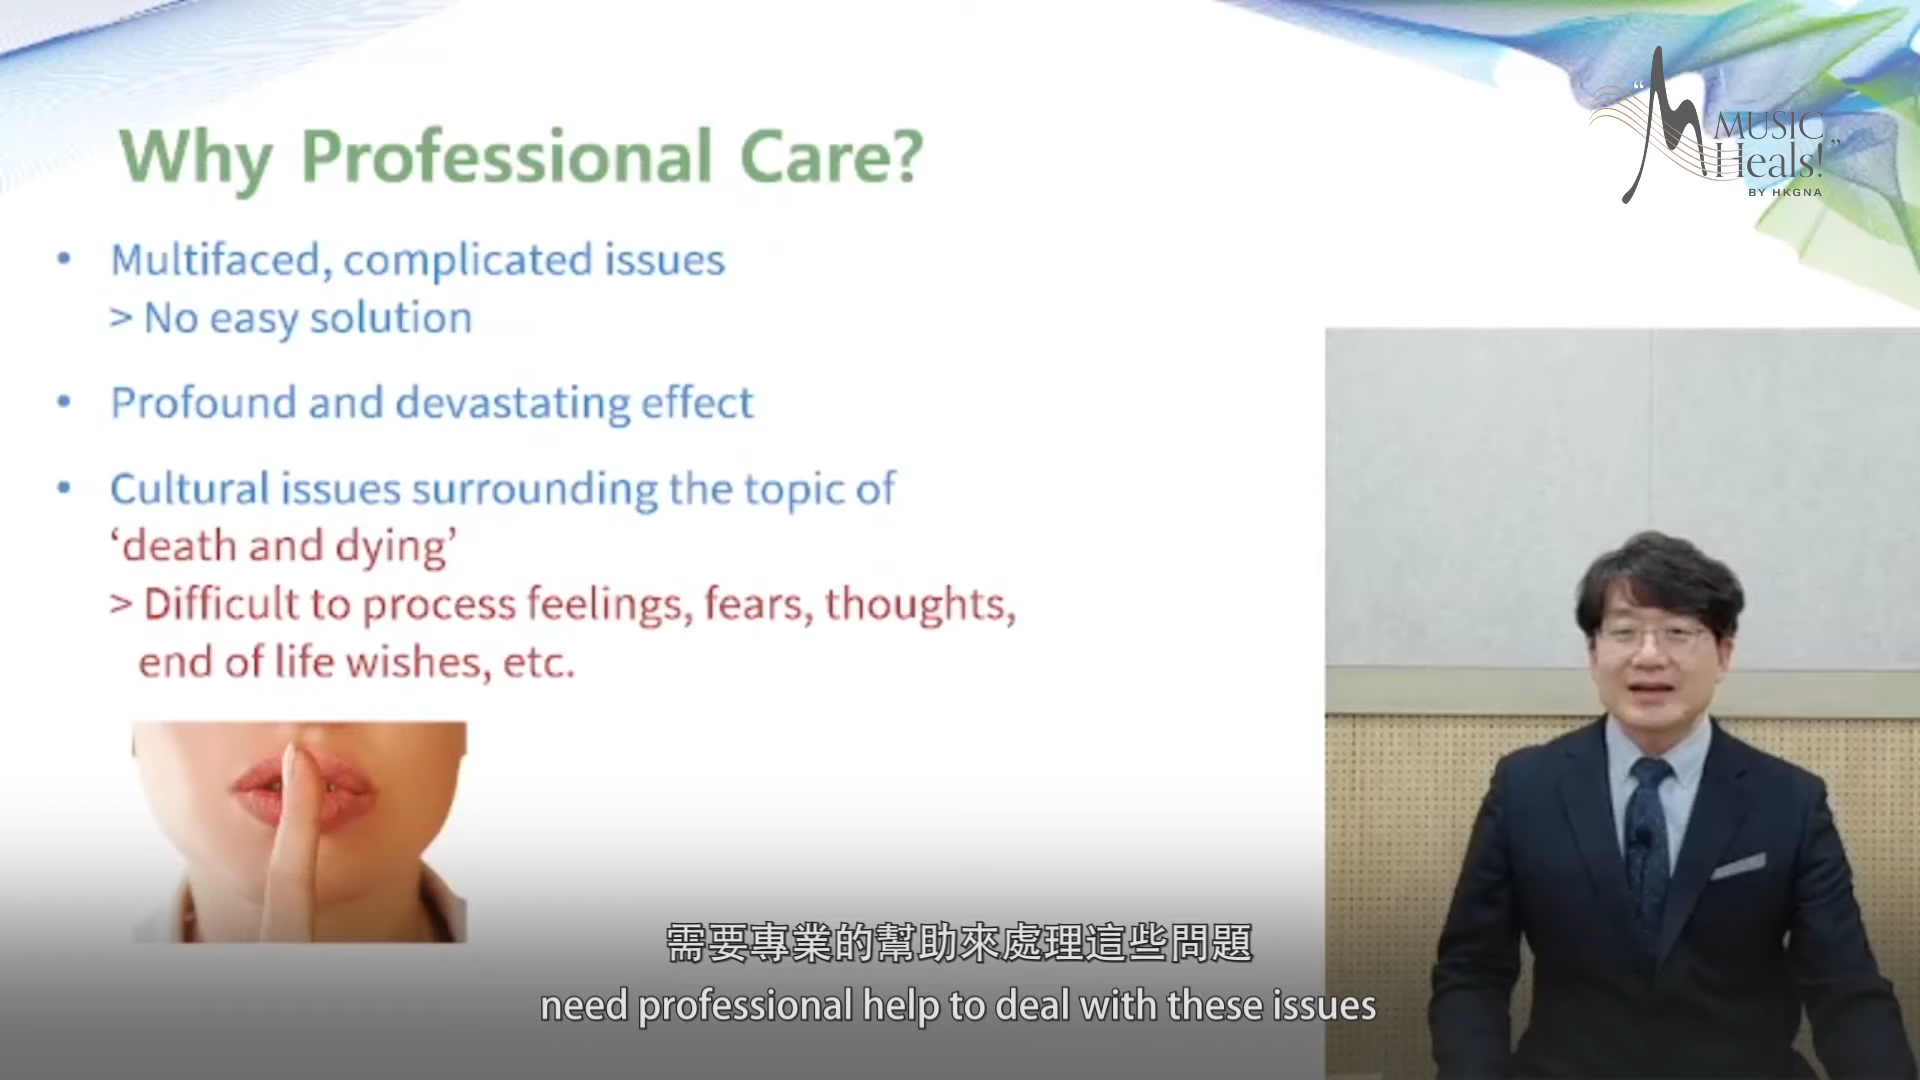 Why Professional Care?
“MUSIC
Heals!”
BY HKGNA
• Multifaced, complicated issues
> No easy solution
• Profound and devastating effect
• Cultural issues surrounding the topic of
‘death and dying’
> Difficult to process feelings, fears, thoughts,
end of life wishes, etc.
需要專業的幫助來處理這些問題
need professional help to deal with these issues